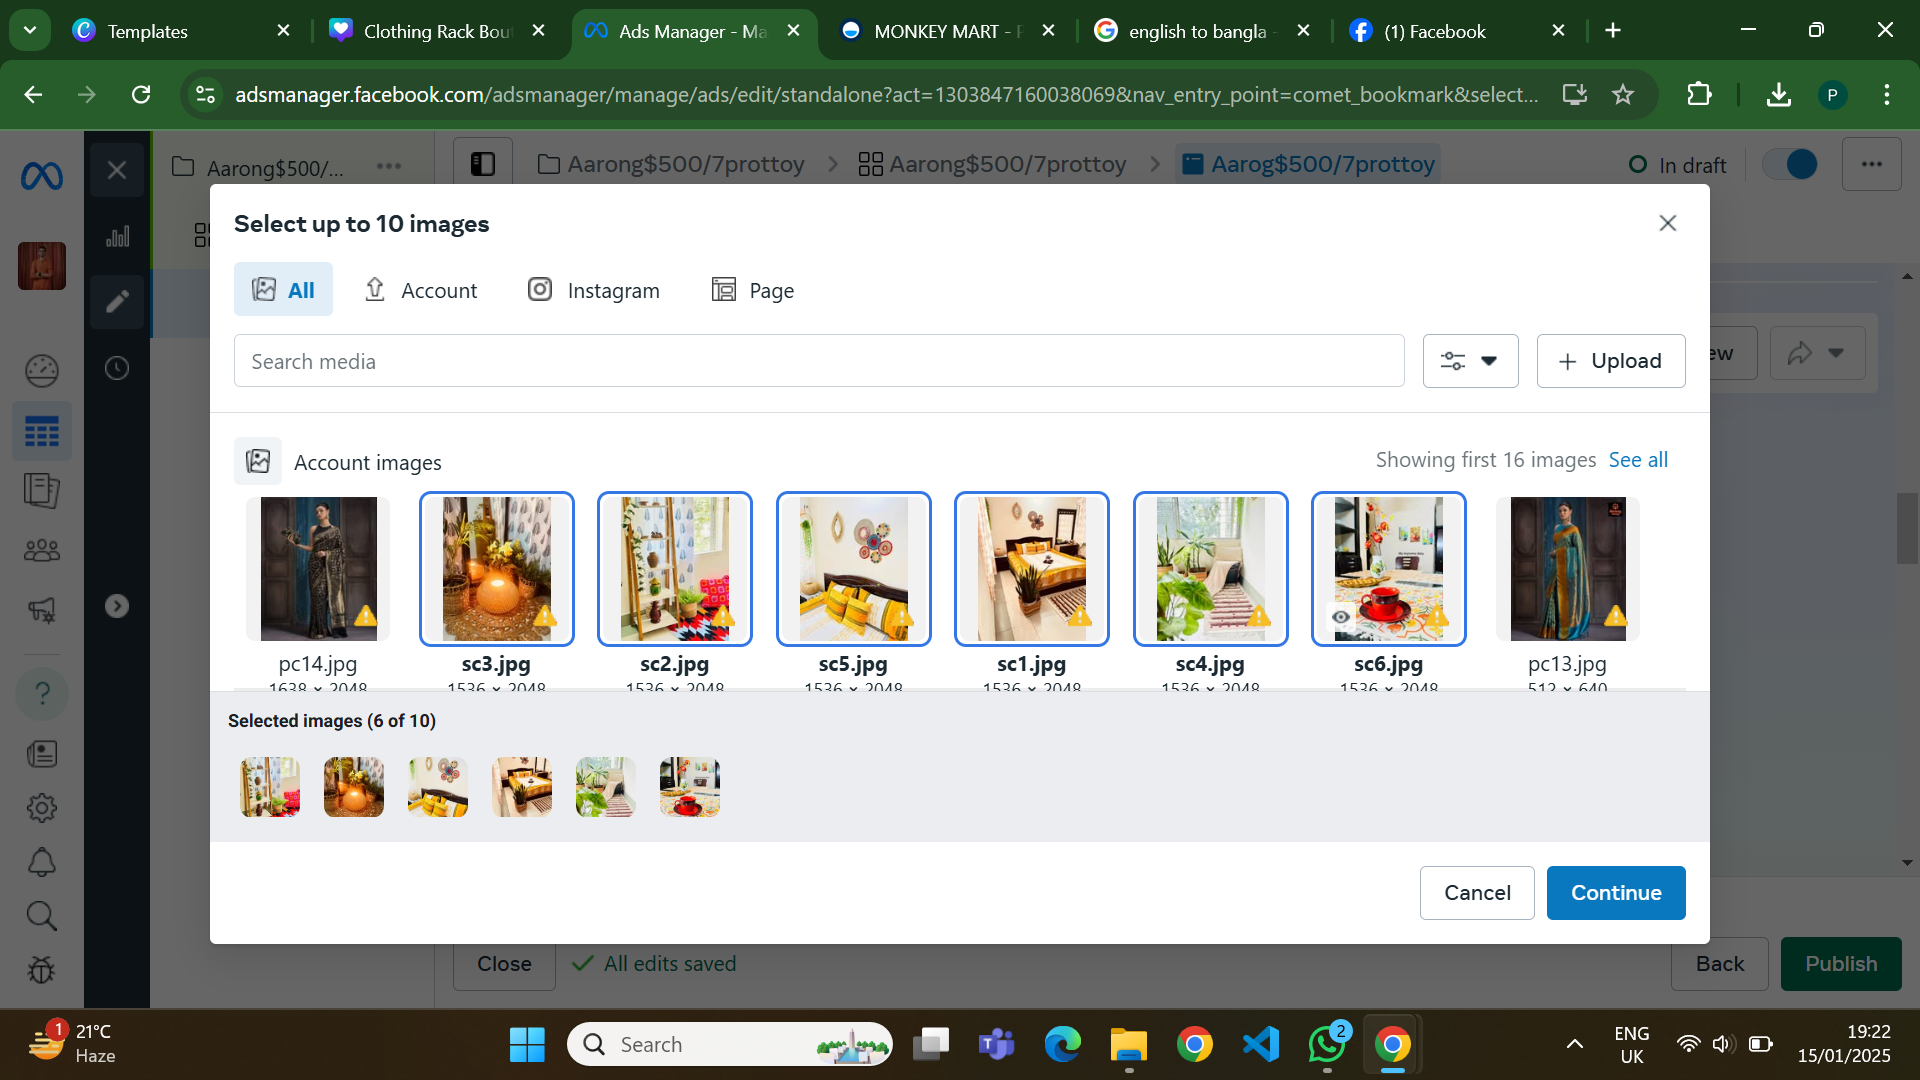 Templates
Clothing Rack Bou
Ads Manager - Ma
MONKEY MART - P
english to bangla -
(1) Facebook
adsmanager.facebook.com/adsmanager/manage/ads/edit/standalone?act=1303847160038069&nav_entry_point=comet_bookmark&select...
P
Aarong$500/...
Aarong$500/7prottoy
Aarong$500/7prottoy
Aarog$500/7prottoy
In draft
Select up to 10 images
All
Account
Instagram
Page
Search media
Upload
ew
Account images
Showing first 16 images See all
pc14.jpg
sc3.jpg
sc2.jpg
sc5.jpg
sc1.jpg
sc4.jpg
sc6.jpg
pc13.jpg
1638 × 2048
1536 × 2048
1536 × 2048
1536 × 2048
1536 × 2048
1536 × 2048
1536 × 2048
512 × 640
Selected images (6 of 10)
Cancel
Continue
Close
All edits saved
Back
Publish
1
21°C
Haze
Search
2
ENG
UK
19:22
15/01/2025